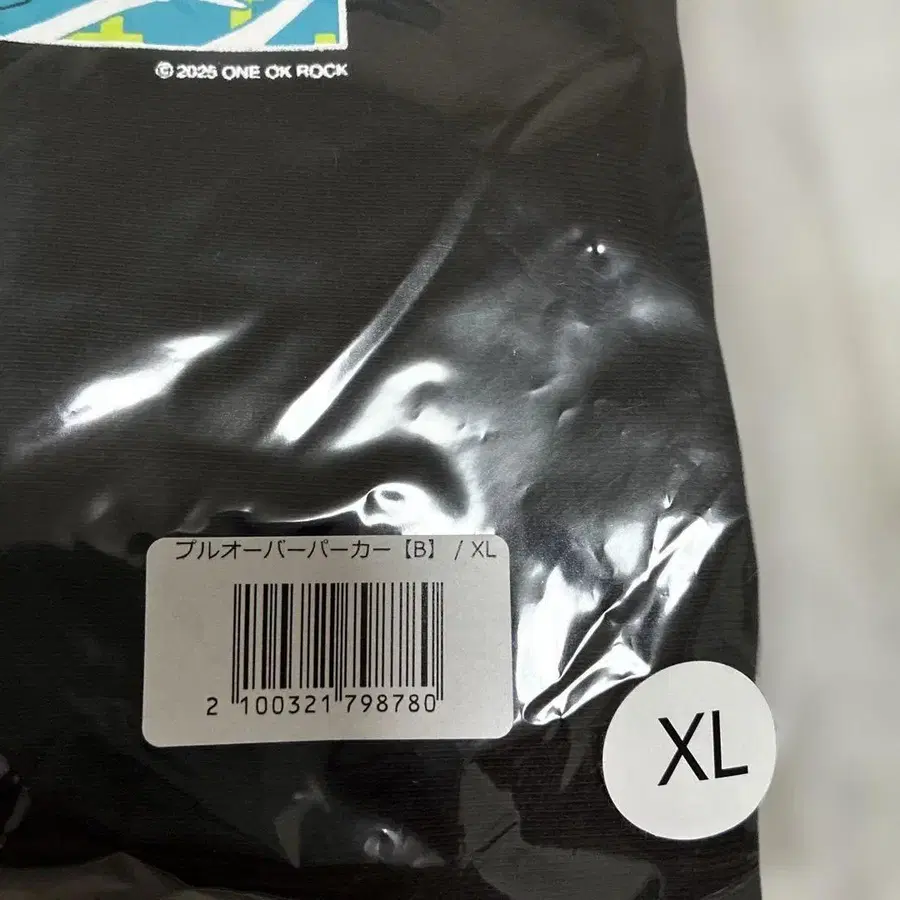 © 2025 ONE OK ROCK
プルオーバーパーカー【B】 / XL
2 100321 798780
XL